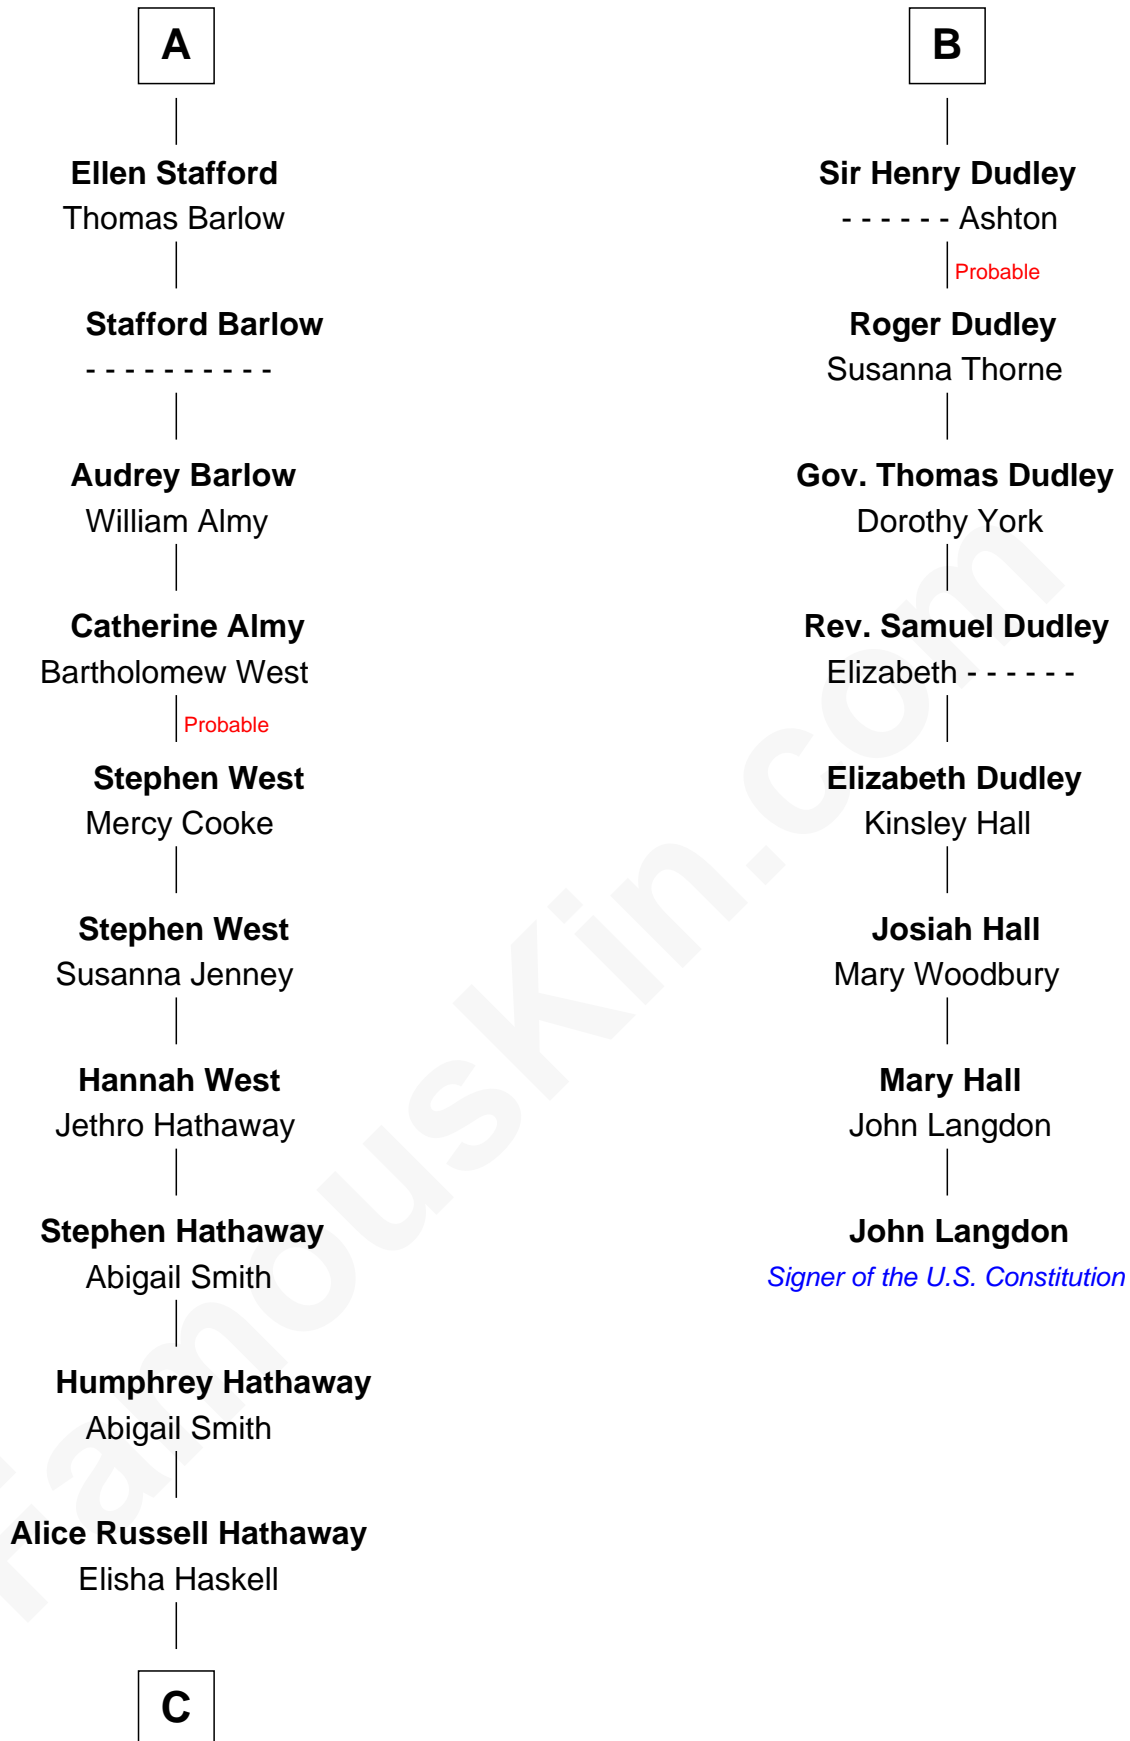 A
Ellen Stafford
Thomas Barlow
Stafford Barlow
- - - - - - - - - -
Audrey Barlow
William Almy
Catherine Almy
Bartholomew West
Probable
Stephen West
Mercy Cooke
Stephen West
Susanna Jenney
Hannah West
Jethro Hathaway
Stephen Hathaway
Abigail Smith
Humphrey Hathaway
Abigail Smith
Alice Russell Hathaway
Elisha Haskell
C
B
Sir Henry Dudley
- - - - - - Ashton
Probable
Roger Dudley
Susanna Thorne
Gov. Thomas Dudley
Dorothy York
Rev. Samuel Dudley
Elizabeth - - - - - -
Elizabeth Dudley
Kinsley Hall
Josiah Hall
Mary Woodbury
Mary Hall
John Langdon
John Langdon
Signer of the U.S. Constitution
FamousKin.com